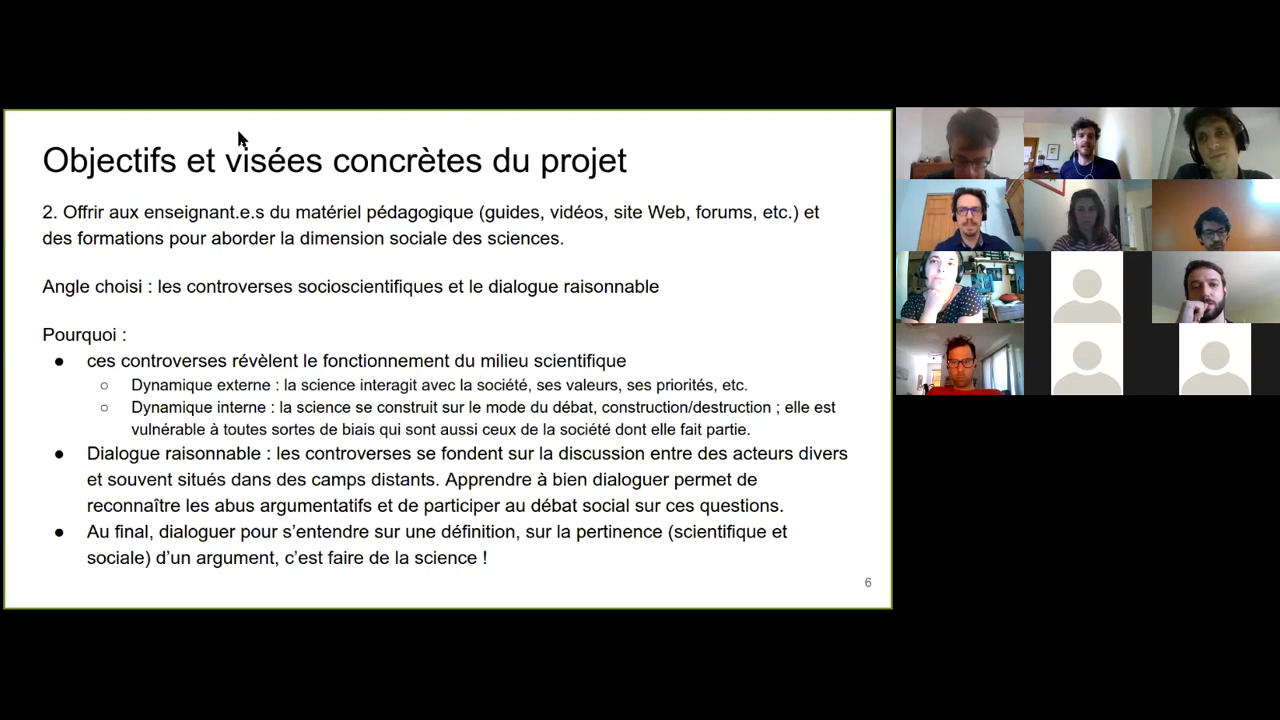 Objectifs et visées concrètes du projet
2. Offrir aux enseignant.e.s du matériel pédagogique (guides, vidéos, site Web, forums, etc.) et
des formations pour aborder la dimension sociale des sciences.
Angle choisi : les controverses socioscientifiques et le dialogue raisonnable
Pourquoi :
● ces controverses révèlent le fonctionnement du milieu scientifique
○ Dynamique externe : la science interagit avec la société, ses valeurs, ses priorités, etc.
○ Dynamique interne : la science se construit sur le mode du débat, construction/destruction ; elle est
vulnérable à toutes sortes de biais qui sont aussi ceux de la société dont elle fait partie.
● Dialogue raisonnable : les controverses se fondent sur la discussion entre des acteurs divers
et souvent situés dans des camps distants. Apprendre à bien dialoguer permet de
reconnaître les abus argumentatifs et de participer au débat social sur ces questions.
● Au final, dialoguer pour s’entendre sur une définition, sur la pertinence (scientifique et
sociale) d’un argument, c’est faire de la science !
6